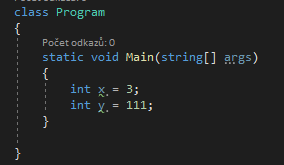 class Program
{
Počet odkazů: 0
static void Main(string[] args)
{
int x = 3;
int y = 111;
}
}